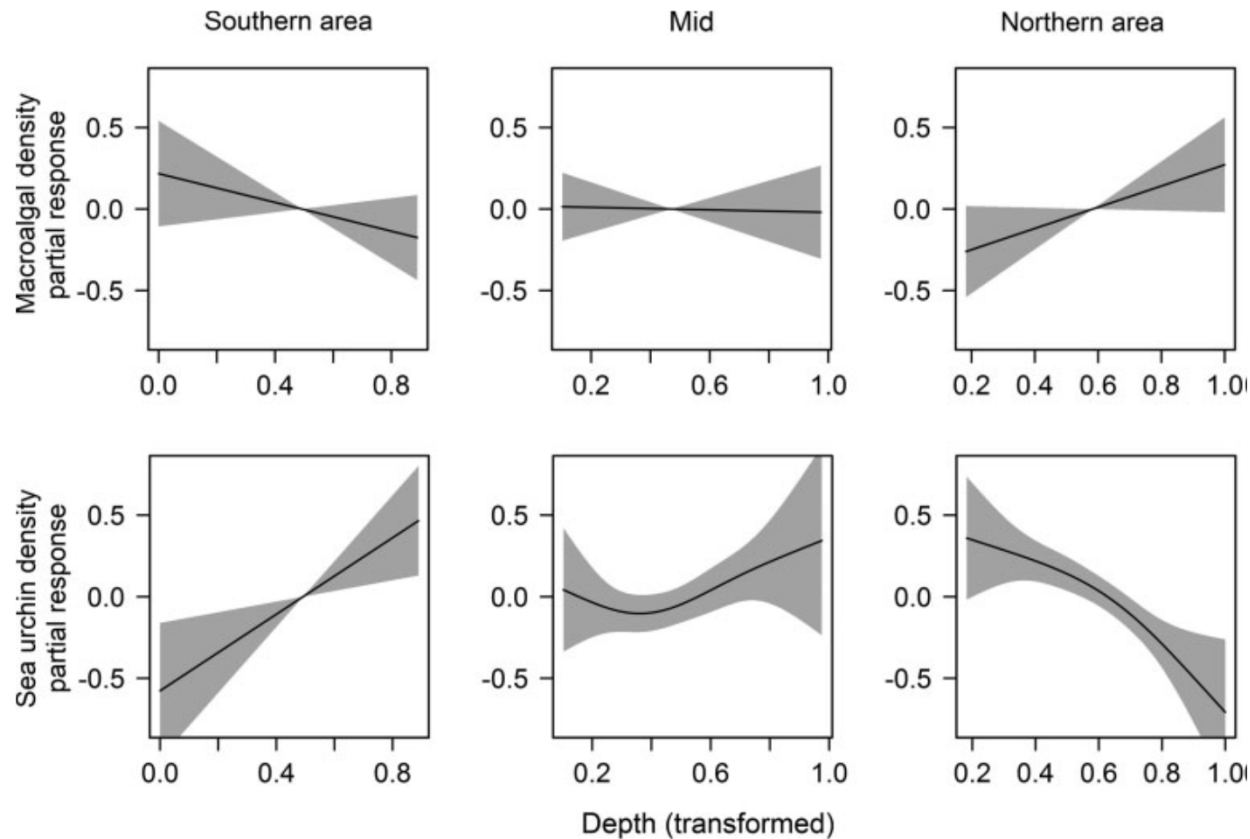 Southern area
Mid
Northern area
Macroalgal density
partial response
0.5
0.0
-0.5
0.5
0.0
-0.5
0.5
0.0
-0.5
0.0 0.4 0.8
0.2 0.6 1.0
0.2 0.4 0.6 0.8 1.00
Sea urchin density
partial response
0.5
0.0
-0.5
0.5
0.0
-0.5
0.5
0.0
-0.5
0.0 0.4 0.8
0.2 0.6 1.0
0.2 0.4 0.6 0.8 1.00
Depth (transformed)